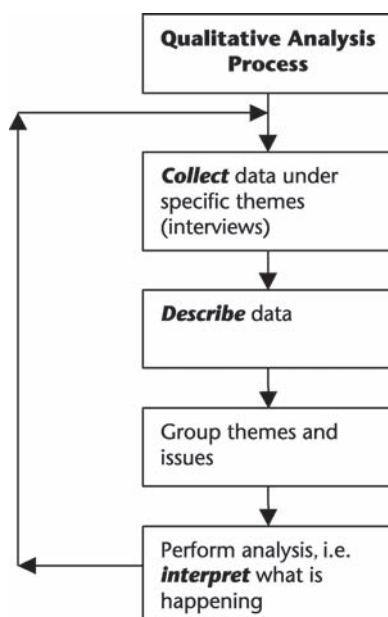 Qualitative Analysis
Process
Collect data under
specific themes
(interviews)
Describe data
Group themes and
issues
Perform analysis, i.e.
interpret what is
happening